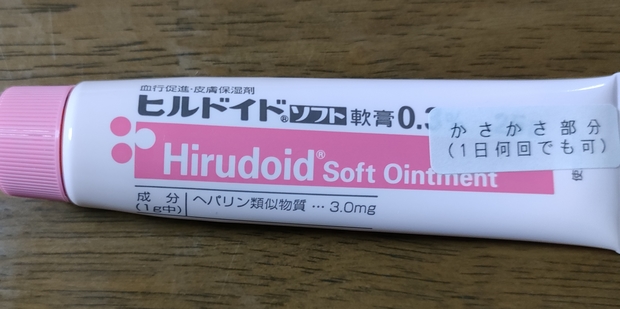 血行促進・皮膚保湿剤
ヒルドイド®ソフト軟膏0.3%
かさかさ部分
(1日何回でも可)
Hirudoid® Soft Ointment
成分
(1g中)
ヘパリン類似物質…3.0mg